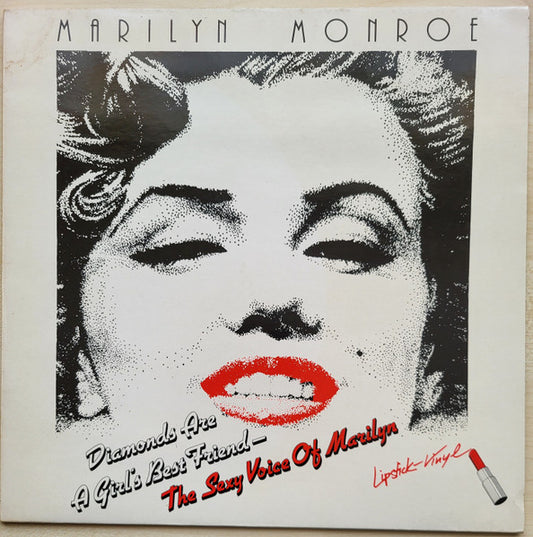 MARILYN MONROE
Diamonds Are
A Girl's Best Friend—
The Sexy Voice Of Marilyn
Lipstick-Vinyl